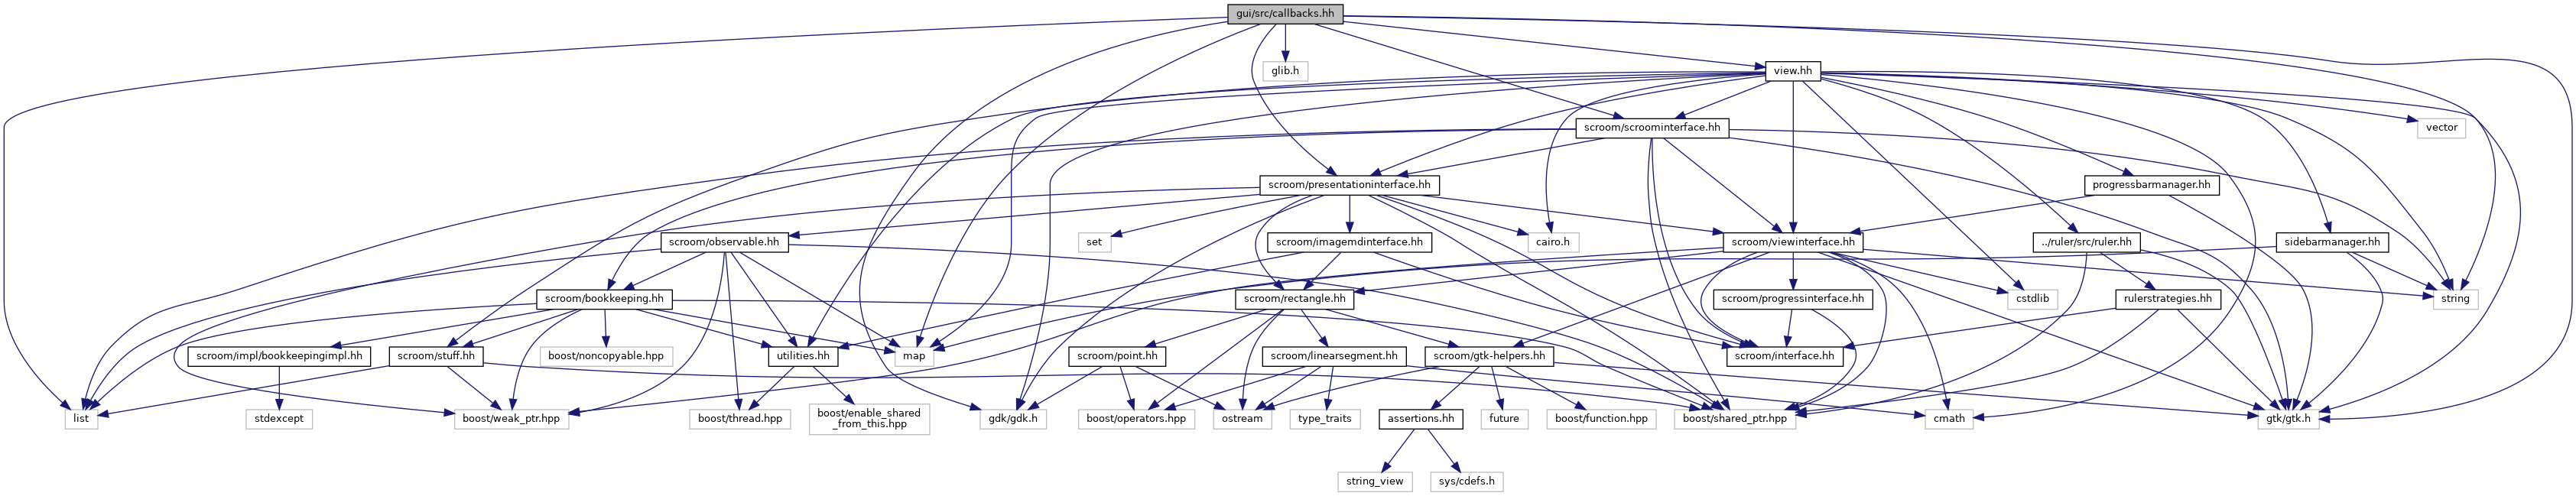 gui/src/callbacks.hh
glib.h
view.hh
scroom/scroominterface.hh
vector
scroom/presentationinterface.hh
progressbarmanager.hh
scroom/observable.hh
set
scroom/imagemdinterface.hh
cairo.h
scroom/viewinterface.hh
../ruler/src/ruler.hh
sidebarmanager.hh
scroom/bookkeeping.hh
scroom/rectangle.hh
scroom/progressinterface.hh
cstdlib
rulerstrategies.hh
string
scroom/impl/bookkeepingimpl.hh
scroom/stuff.hh
boost/noncopyable.hpp
utilities.hh
map
scroom/point.hh
scroom/linearsegment.hh
scroom/gtk-helpers.hh
scroom/interface.hh
list
stdexcept
boost/weak_ptr.hpp
boost/thread.hpp
boost/enable_shared
_from_this.hpp
gdk/gdk.h
boost/operators.hpp
ostream
type_traits
assertions.hh
future
boost/function.hpp
boost/shared_ptr.hpp
cmath
gtk/gtk.h
string_view
sys/cdefs.h